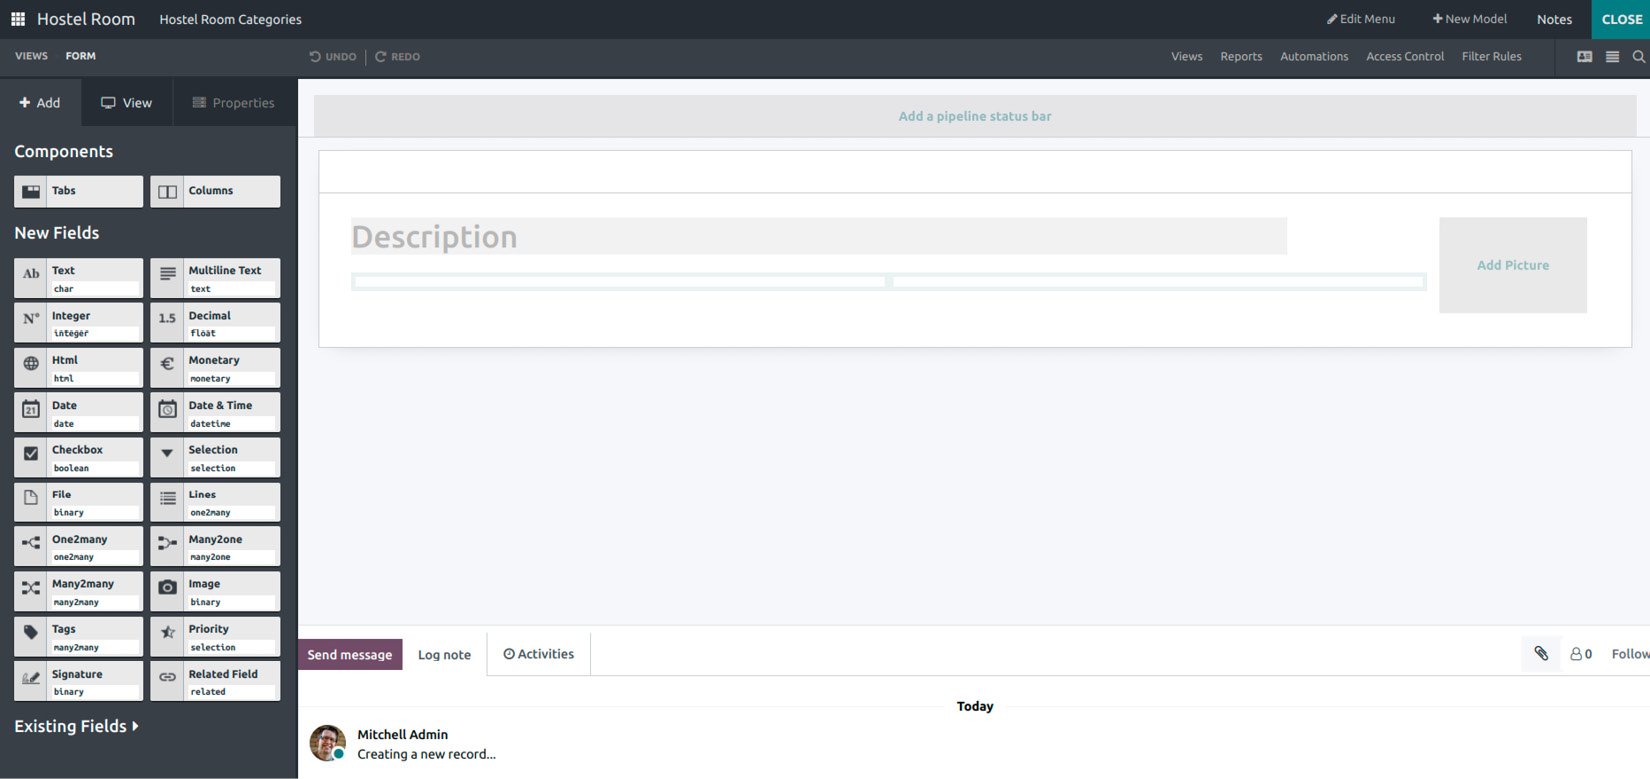 Hostel Room Hostel Room Categories Edit Menu New Model Notes CLOSE
VIEWS FORM UNDO REDO Views Reports Automations Access Control Filter Rules
Add View Properties
Add a pipeline status bar
Components
Tabs Columns
New Fields
Description
Add Picture
Ab Text Multiline Text
char text
Nº Integer 1.5 Decimal
integer float
Html € Monetary
html monetary
21 Date Date & Time
date datetime
Checkbox Selection
boolean selection
File Lines
binary one2many
One2many Many2one
one2many many2one
Many2many Image
many2many binary
Tags Priority
many2many selection
Signature Related Field
binary related
Existing Fields
Send message Log note Activities 0 Follow
Today
Mitchell Admin
Creating a new record...